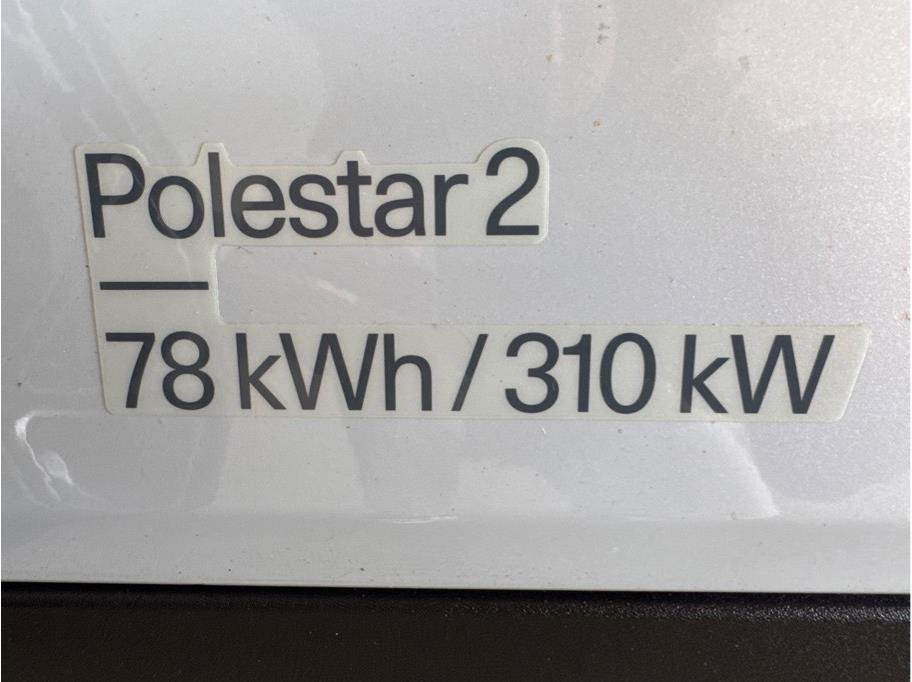 Polestar 2
—
78 kWh / 310 kW